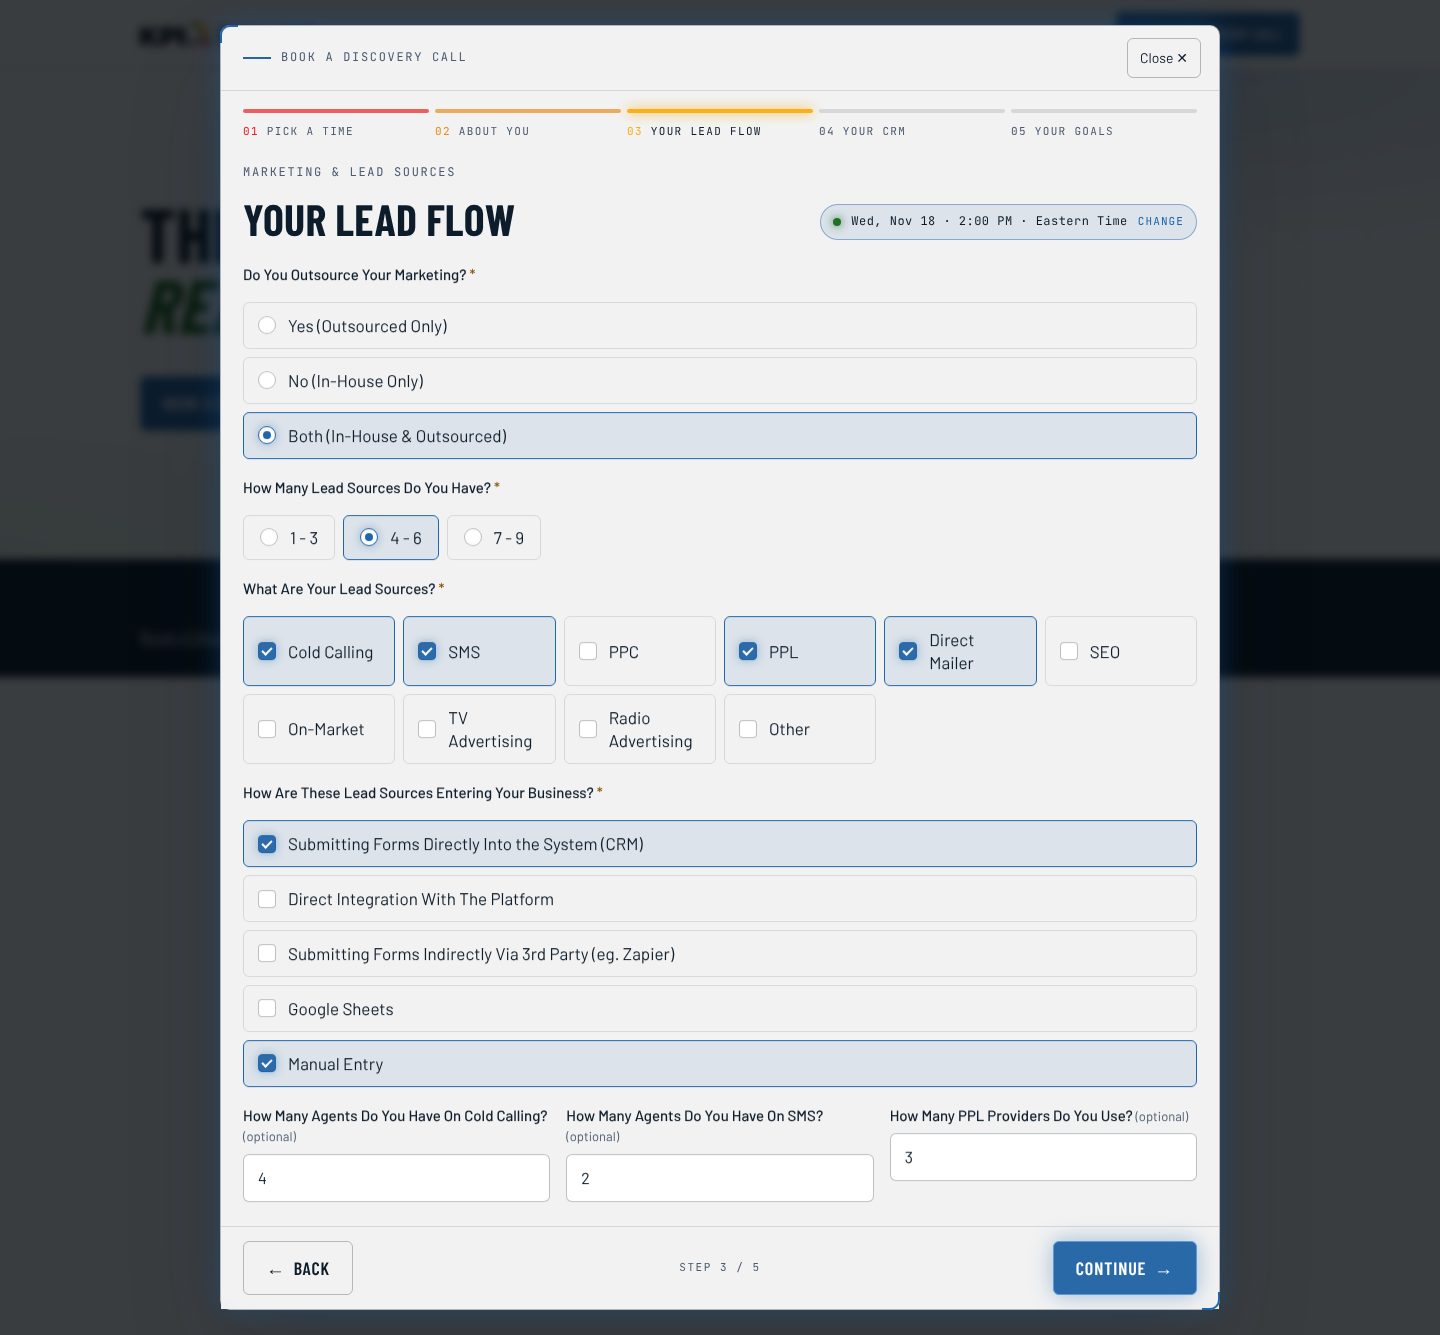 BOOK A DISCOVERY CALL
Close ✕
01 PICK A TIME
02 ABOUT YOU
03 YOUR LEAD FLOW
04 YOUR CRM
05 YOUR GOALS
MARKETING & LEAD SOURCES
YOUR LEAD FLOW
Wed, Nov 18 · 2:00 PM · Eastern Time CHANGE
Do You Outsource Your Marketing? *
Yes (Outsourced Only)
No (In-House Only)
Both (In-House & Outsourced)
How Many Lead Sources Do You Have? *
1 - 3
4 - 6
7 - 9
What Are Your Lead Sources? *
Cold Calling
SMS
PPC
PPL
Direct
Mailer
SEO
On-Market
TV
Advertising
Radio
Advertising
Other
How Are These Lead Sources Entering Your Business? *
Submitting Forms Directly Into the System (CRM)
Direct Integration With The Platform
Submitting Forms Indirectly Via 3rd Party (eg. Zapier)
Google Sheets
Manual Entry
How Many Agents Do You Have On Cold Calling?
(optional)
4
How Many Agents Do You Have On SMS?
(optional)
2
How Many PPL Providers Do You Use? (optional)
3
← BACK
STEP 3 / 5
CONTINUE →